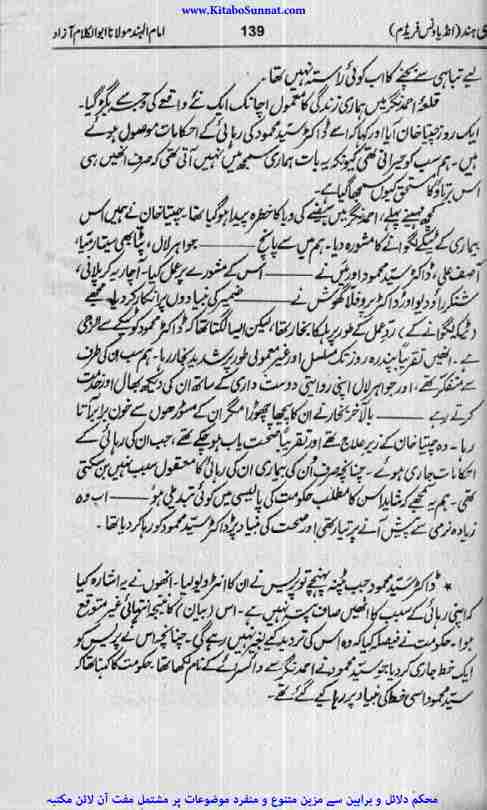 www.KitaboSunnat.com
امام الہند مولانا ابوالکلام آزاد 139 ی ہند (انڈیا ونس فریڈم)
لیے تباہی سے بچنے کا اب کوئی راستہ نہیں تھا۔
قلعۂ احمد نگر میں ہماری زندگی کا معمول اچانک ایک نئے واقعے کی وجہ سے بگڑ گیا۔
ایک روز چیتا خان آیا اور کہا کہ اسے ڈاکٹر سید محمود کی رہائی کے احکامات موصول ہوئے
ہیں۔ ہم سب کو حیرانی تھی کیونکہ یہ بات ہماری سمجھ میں نہیں آتی تھی کہ صرف انھیں ہی
اس برتاؤ کا مستحق کیوں سمجھا گیا ہے۔
کچھ مہینے پہلے، احمد نگر میں ہیضے کی وبا کا خطرہ پیدا ہو گیا تھا۔ چیتا خان نے ہمیں اس
بیماری کے ٹیکے لگوانے کا مشورہ دیا۔ ہم میں سے پانچ ——— جواہر لال، پٹابھی سیتارمیا،
آصف علی، ڈاکٹر سید محمود اور میں نے ——— اس کے مشورے پر عمل کیا۔ اچاریہ کرپلانی،
شنکر راؤ دیو اور ڈاکٹر پروفلا گھوش نے ——— ضمیر کی بنیادوں پر انکار کر دیا۔ مجھے
(ٹیکہ لگوانے کے) ردِ عمل کے طور پر ہلکا بخار تھا، لیکن ایسا لگتا تھا کہ ڈاکٹر محمود کو ٹیکے سے الرجی
ہے۔ انھیں تقریباً پندرہ روز تک مسلسل اور غیر معمولی طور پر شدید بخار رہا۔ ہم سب ان کی طرف
سے متفکر تھے، اور جواہر لال اپنی روایتی دوست داری کے ساتھ ان کی دیکھ بھال اور خدمت
کرتے رہے ——— بالآخر بخار نے ان کا پیچھا چھوڑا مگر ان کے مسوڑھوں سے خون برابر آتا
رہا۔ وہ چیتا خان کے زیرِ علاج تھے اور تقریباً صحت یاب ہو چکے تھے، جب ان کی رہائی کے
احکامات جاری ہوئے۔ چنانچہ صرف ان کی بیماری ان کی رہائی کا معقول سبب نہیں بن سکتی
تھی۔ ہم یہ سمجھے کہ شاید اس کا مطلب حکومت کی پالیسی میں کوئی تبدیلی ہو ——— اب وہ
زیادہ نرمی سے پیش آنے پر تیار تھی اور صحت کی بنیاد پر ڈاکٹر سید محمود کو رہا کر دیا تھا۔
★ ڈاکٹر سید محمود جب پٹنہ پہنچے تو پریس نے ان کا انٹرویو لیا۔ انھوں نے یہ اشارہ کیا
کہ اپنی رہائی کے سبب کا انھیں صاف پتہ نہیں ہے۔ اس (بیان) کا نتیجہ انتہائی غیر متوقع
ہوا۔ حکومت نے فیصلہ کیا کہ وہ اس کی تردید کیے بغیر نہیں رہے گی۔ چنانچہ اس نے پریس کو
ایک خط جاری کر دیا جو سید محمود نے احمد نگر سے وائسرائے کے نام لکھا تھا۔ حکومت کا کہنا تھا کہ
سید محمود اسی خط کی بنیاد پر رہا کیے گئے تھے۔
محکم دلائل و براہین سے مزین متنوع و منفرد موضوعات پر مشتمل مفت آن لائن مکتبہ